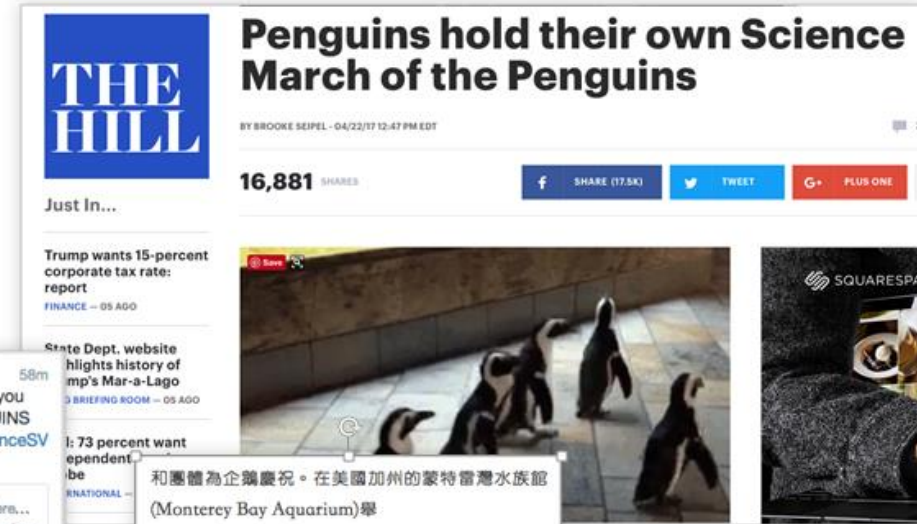 THE
HILL
Penguins hold their own Science
March of the Penguins
BY BROOKE SEIPEL - 04/22/17 12:47 PM EDT
16,881 SHARES
SHARE (17.5K)
TWEET
G+ PLUS ONE
Just In...
Trump wants 15-percent
corporate tax rate:
report
FINANCE — 05 AGO
State Dept. website
hlights history of
mp's Mar-a-Lago
BRIEFING ROOM — 05 AGO
l: 73 percent want
ependent
be
RNATIONAL —
Save
SQUARESPA
58m
you
INS
nceSV
ere...
和團體為企鵝慶祝。在美國加州的蒙特雷灣水族館
(Monterey Bay Aquarium)舉